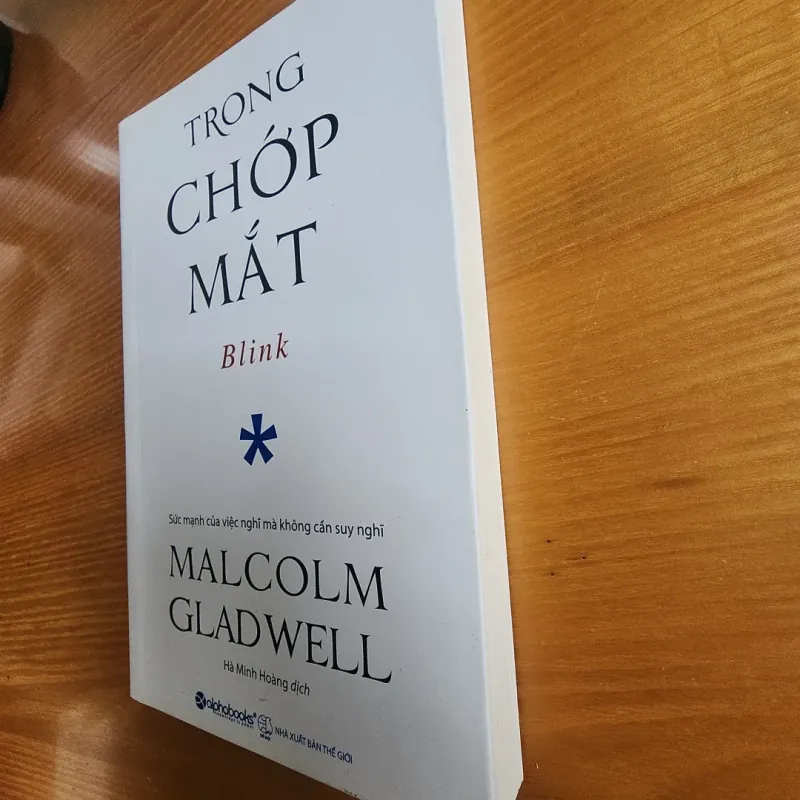 TRONG
CHỚP
MẮT
Blink
*
Sức mạnh của việc nghĩ mà không cần suy nghĩ
MALCOLM
GLADWELL
Hà Minh Hoàng dịch
alphabooks
NHÀ XUẤT BẢN THẾ GIỚI